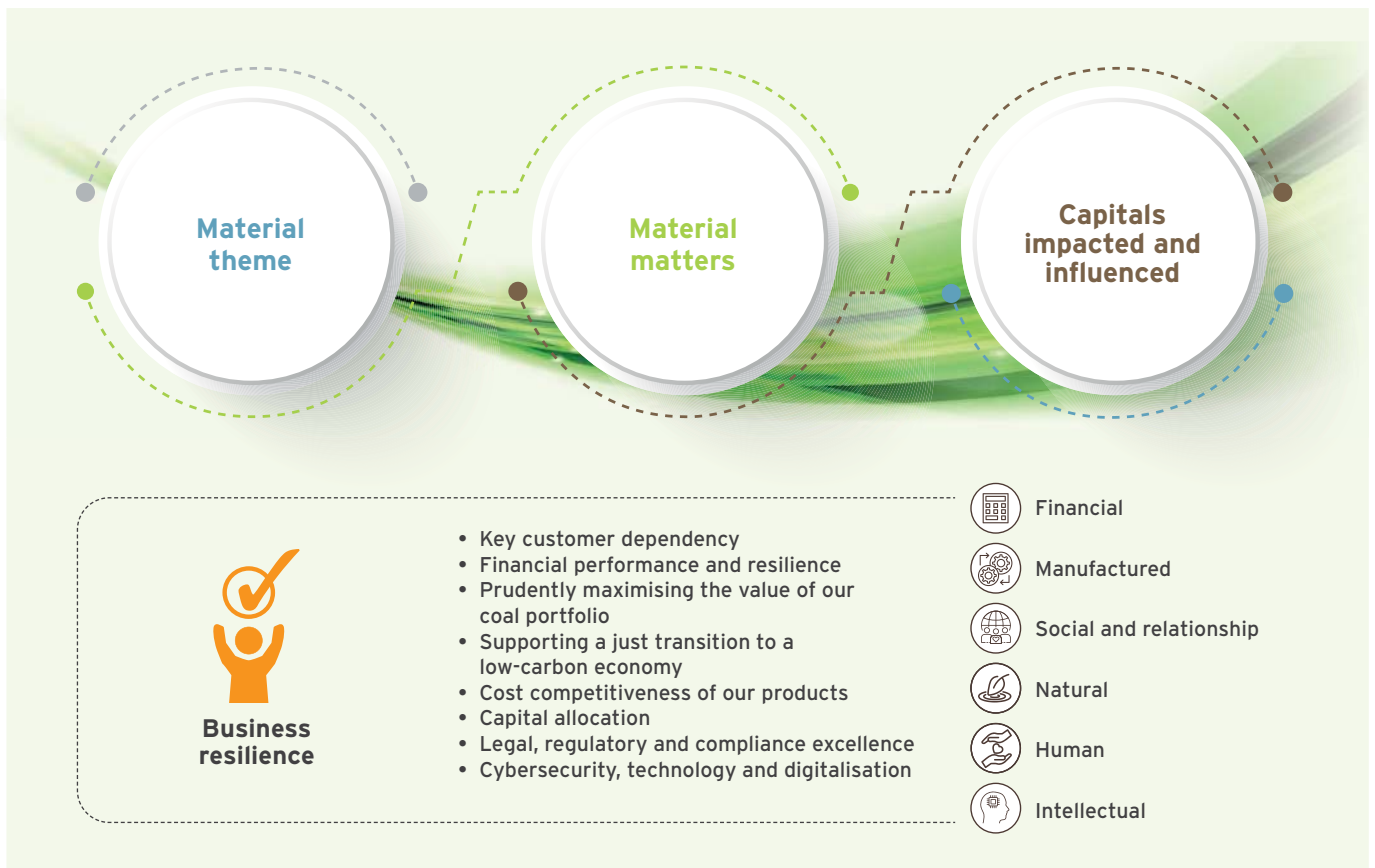 Material
theme
Material
matters
Capitals
impacted and
influenced
Business
resilience
• Key customer dependency
• Financial performance and resilience
• Prudently maximising the value of our
coal portfolio
• Supporting a just transition to a
low-carbon economy
• Cost competitiveness of our products
• Capital allocation
• Legal, regulatory and compliance excellence
• Cybersecurity, technology and digitalisation
Financial
Manufactured
Social and relationship
Natural
Human
Intellectual